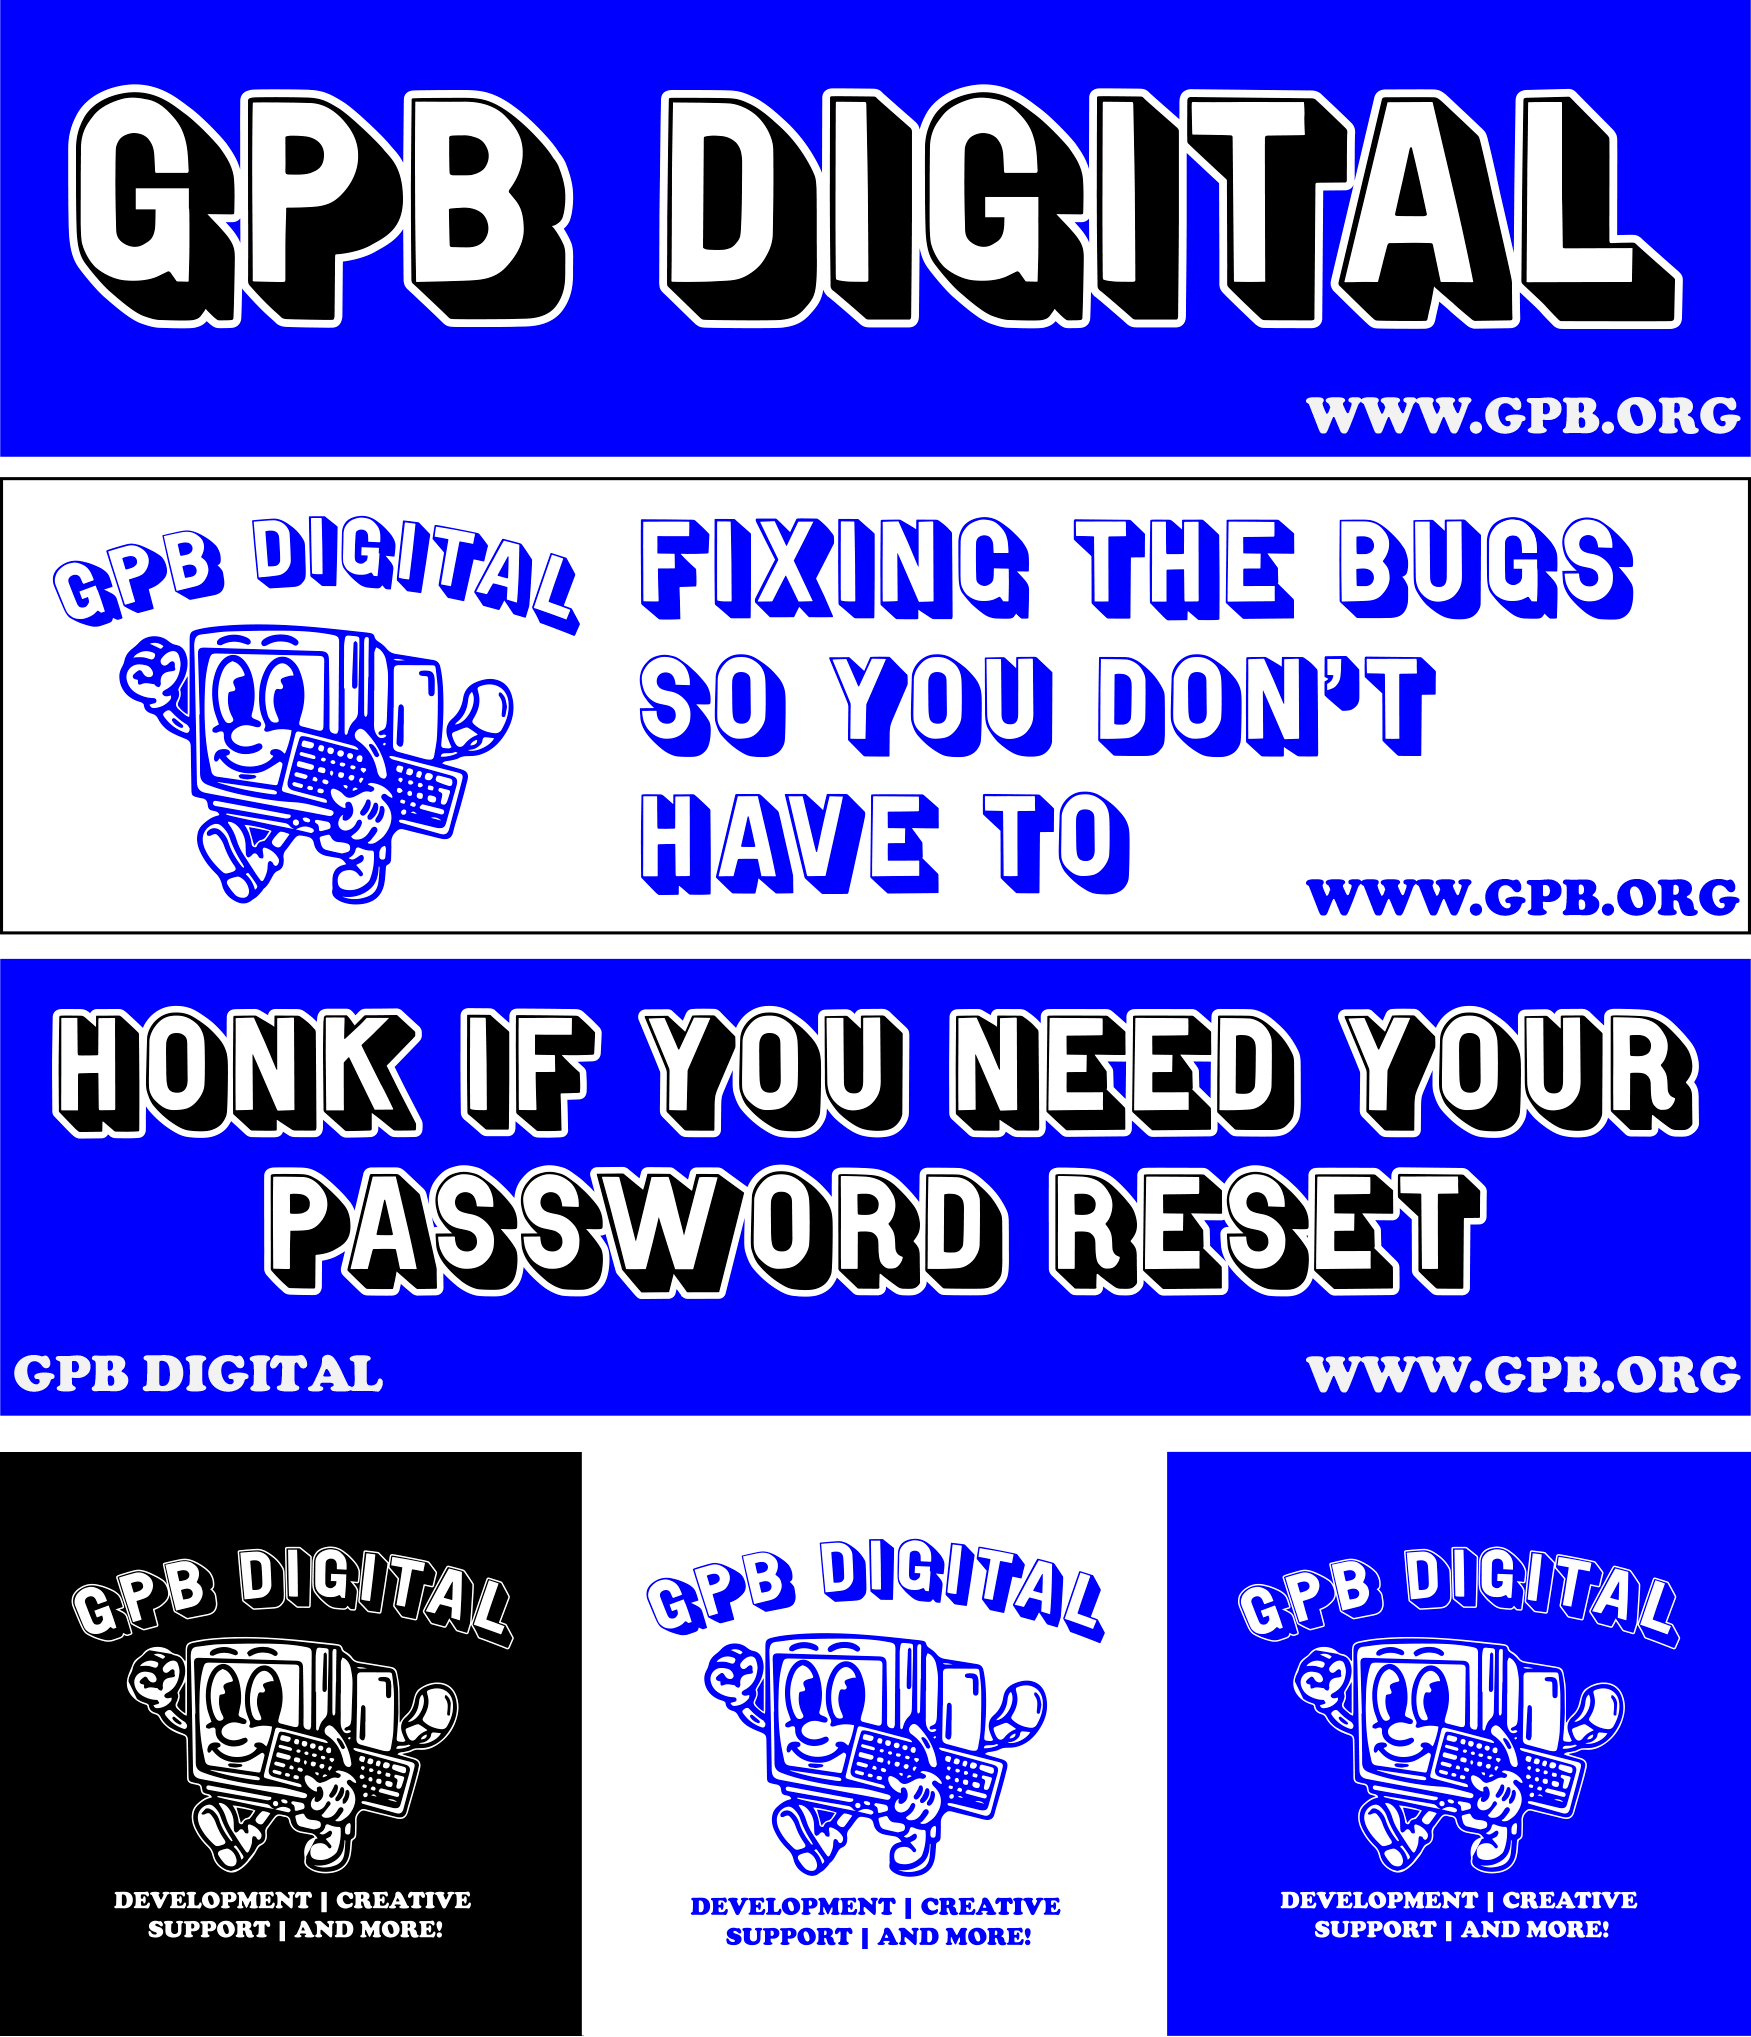 GPB DIGITAL
WWW.GPB.ORG
GPB DIGITAL
FIXING THE BUGS
SO YOU DON'T
HAVE TO
WWW.GPB.ORG
HONK IF YOU NEED YOUR
PASSWORD RESET
GPB DIGITAL
WWW.GPB.ORG
GPB DIGITAL
DEVELOPMENT | CREATIVE
SUPPORT | AND MORE!
GPB DIGITAL
DEVELOPMENT | CREATIVE
SUPPORT | AND MORE!
GPB DIGITAL
DEVELOPMENT | CREATIVE
SUPPORT | AND MORE!